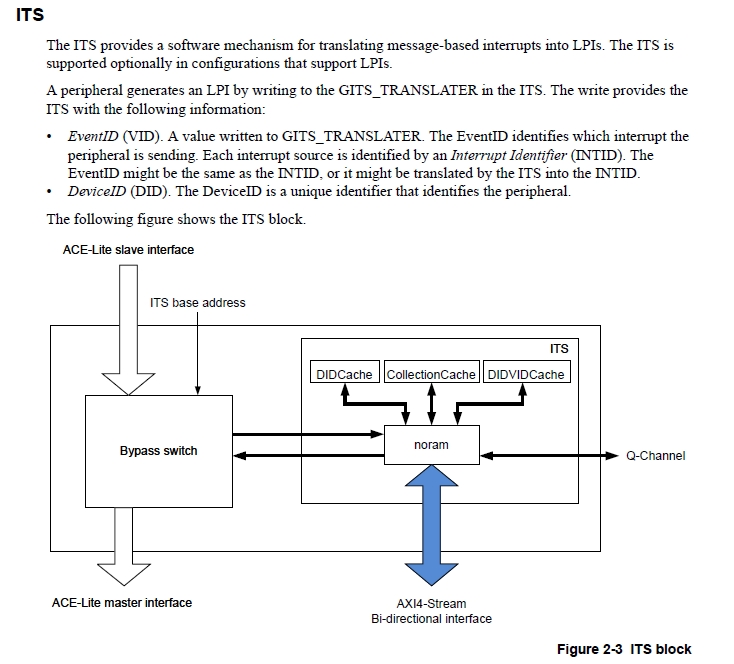 ITS
The ITS provides a software mechanism for translating message-based interrupts into LPIs. The ITS is
supported optionally in configurations that support LPIs.
A peripheral generates an LPI by writing to the GITS_TRANSLATER in the ITS. The write provides the
ITS with the following information:
• EventID (VID). A value written to GITS_TRANSLATER. The EventID identifies which interrupt the
peripheral is sending. Each interrupt source is identified by an Interrupt Identifier (INTID). The
EventID might be the same as the INTID, or it might be translated by the ITS into the INTID.
• DeviceID (DID). The DeviceID is a unique identifier that identifies the peripheral.
The following figure shows the ITS block.
ACE-Lite slave interface
ITS base address
ITS
DIDCache CollectionCache DIDVIDCache
Bypass switch
noram
Q-Channel
ACE-Lite master interface
AXI4-Stream
Bi-directional interface
Figure 2-3 ITS block